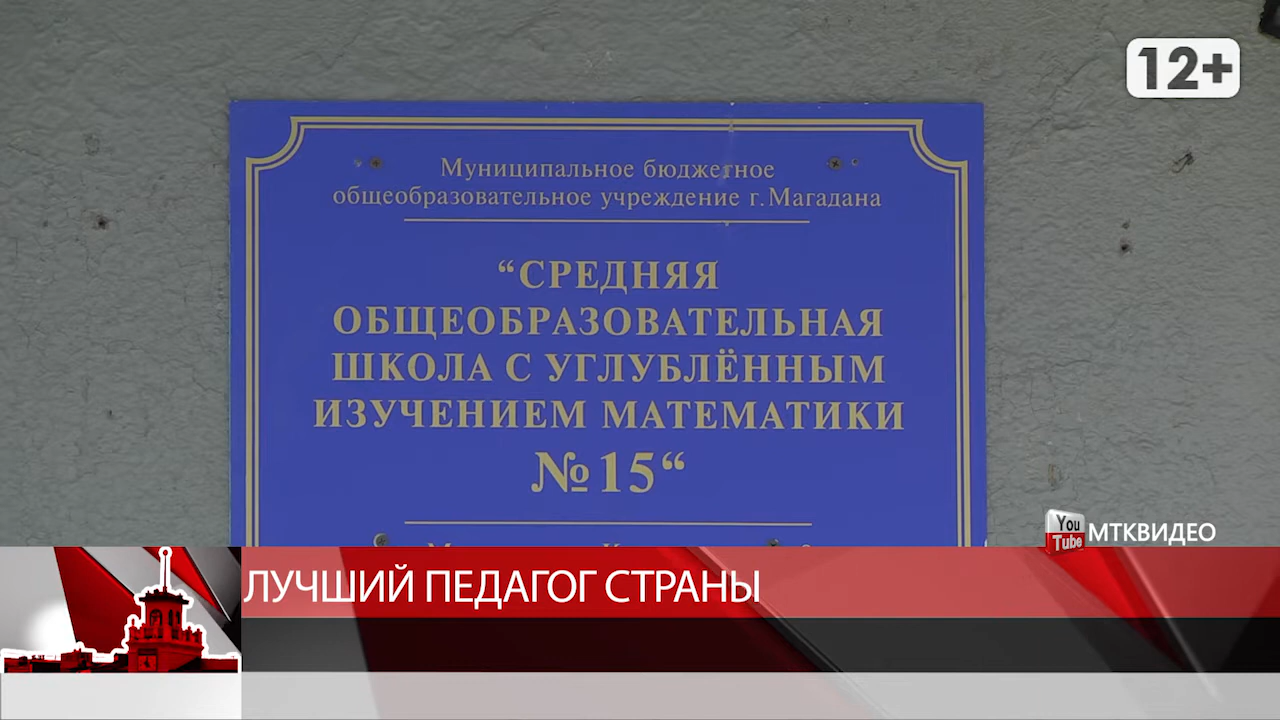 12+
Муниципальное бюджетное
общеобразовательное учреждение г.Магадана
“СРЕДНЯЯ
ОБЩЕОБРАЗОВАТЕЛЬНАЯ
ШКОЛА С УГЛУБЛЁННЫМ
ИЗУЧЕНИЕМ МАТЕМАТИКИ
№15“
You Tube МТКВИДЕО
ЛУЧШИЙ ПЕДАГОГ СТРАНЫ